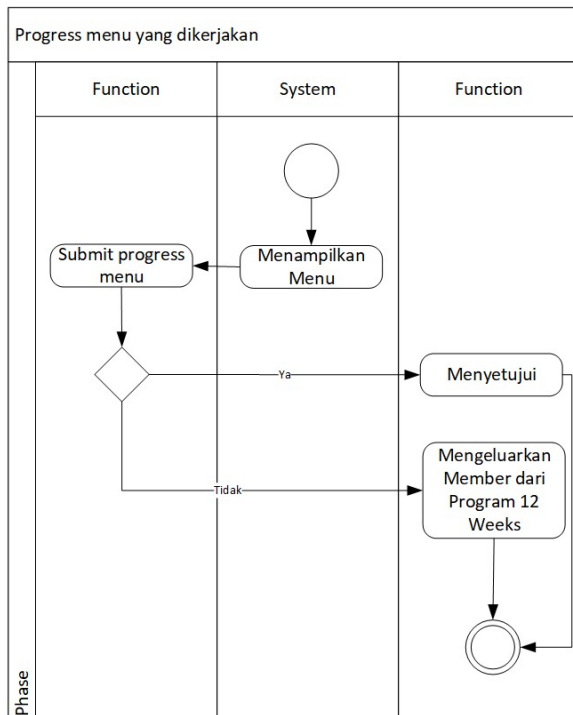 Progress menu yang dikerjakan
Function
System
Function
Submit progress
menu
Menampilkan
Menu
Ya
Menyetujui
Mengeluarkan
Member dari
Program 12
Weeks
Tidak
Phase